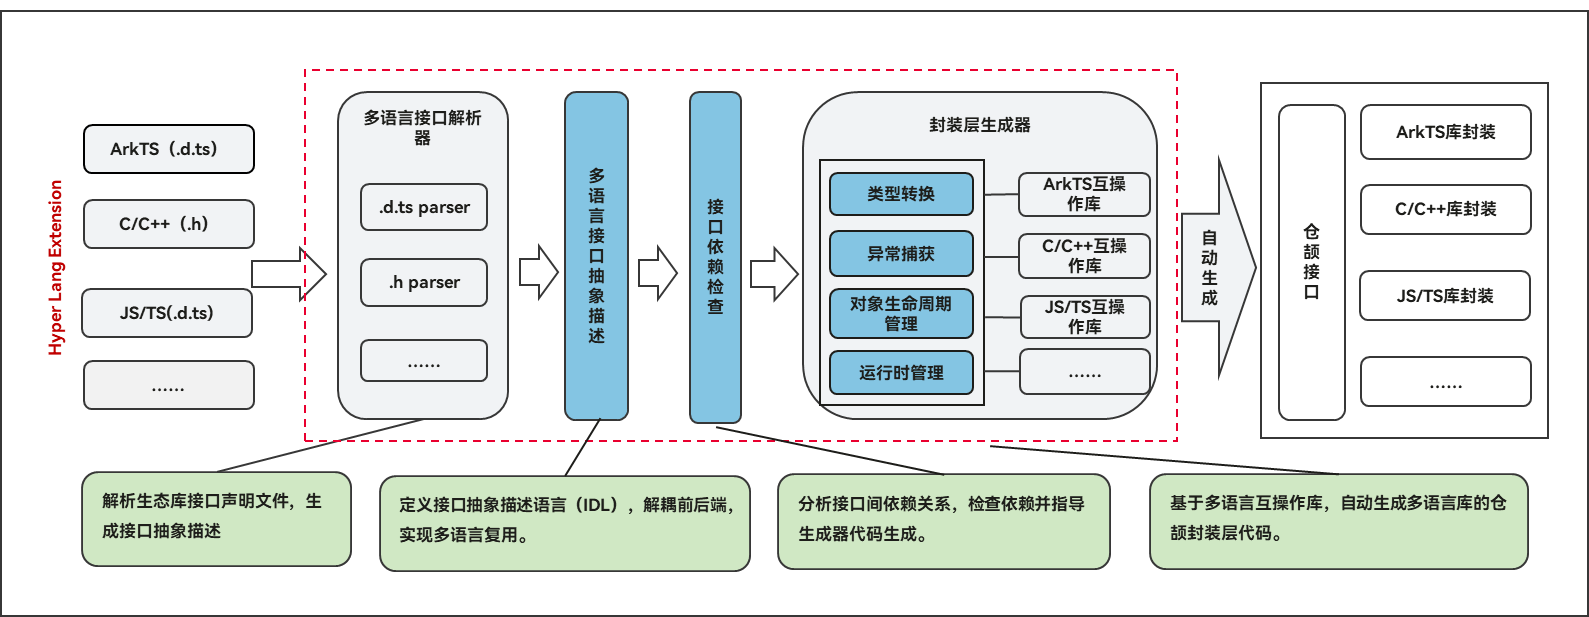 Hyper Lang Extension
ArkTS（.d.ts）
C/C++（.h）
JS/TS(.d.ts)
……
多语言接口解析
器
.d.ts parser
.h parser
……
多语言接口抽象描述
接口依赖检查
封装层生成器
类型转换
异常捕获
对象生命周期
管理
运行时管理
ArkTS互操
作库
C/C++互操
作库
JS/TS互操
作库
……
自动生成
仓颉接口
ArkTS库封装
C/C++库封装
JS/TS库封装
……
解析生态库接口声明文件，生
成接口抽象描述
定义接口抽象描述语言（IDL），解耦前后端，
实现多语言复用。
分析接口间依赖关系，检查依赖并指导
生成器代码生成。
基于多语言互操作库，自动生成多语言库的仓
颉封装层代码。